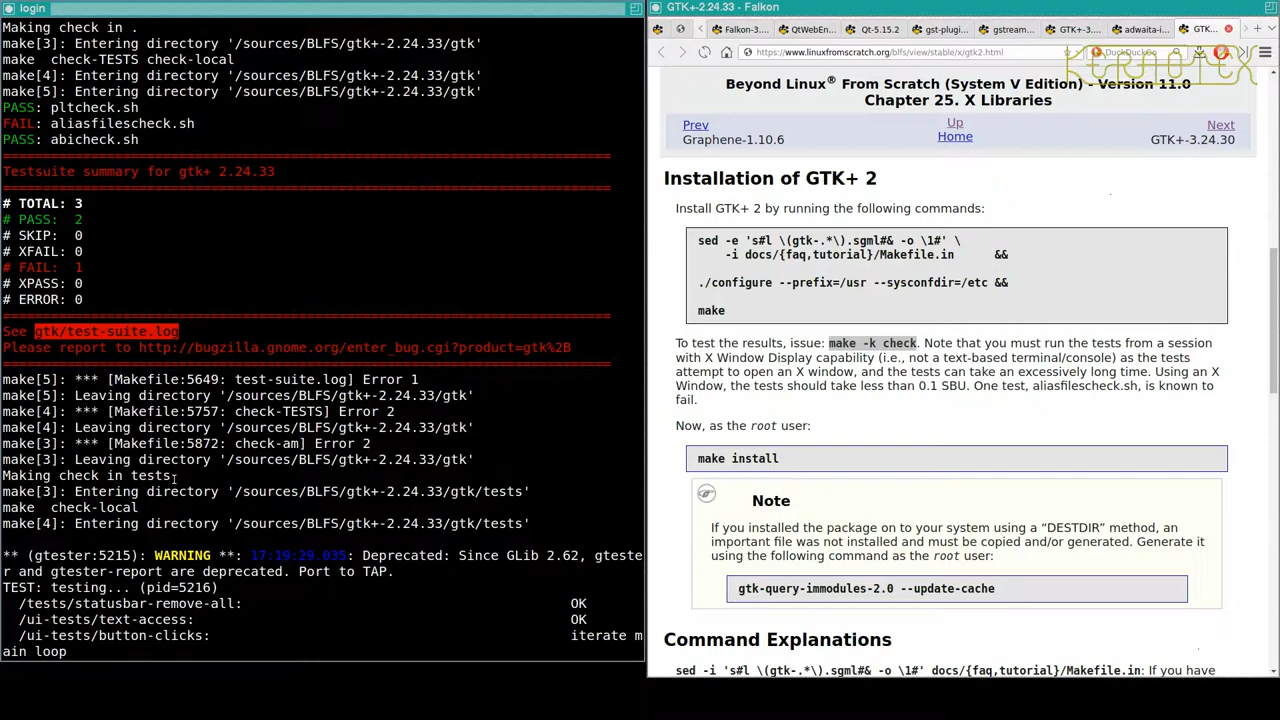 login
Making check in .
make[3]: Entering directory '/sources/BLFS/gtk+-2.24.33/gtk'
make  check-TESTS check-local
make[4]: Entering directory '/sources/BLFS/gtk+-2.24.33/gtk'
make[5]: Entering directory '/sources/BLFS/gtk+-2.24.33/gtk'
PASS: pltcheck.sh
FAIL: aliasfilescheck.sh
PASS: abicheck.sh
Testsuite summary for gtk+ 2.24.33
# TOTAL: 3
# PASS:  2
# SKIP:  0
# XFAIL: 0
# FAIL:  1
# XPASS: 0
# ERROR: 0
See gtk/test-suite.log
Please report to http://bugzilla.gnome.org/enter_bug.cgi?product=gtk%2B
make[5]: *** [Makefile:5649: test-suite.log] Error 1
make[5]: Leaving directory '/sources/BLFS/gtk+-2.24.33/gtk'
make[4]: *** [Makefile:5757: check-TESTS] Error 2
make[4]: Leaving directory '/sources/BLFS/gtk+-2.24.33/gtk'
make[3]: *** [Makefile:5872: check-am] Error 2
make[3]: Leaving directory '/sources/BLFS/gtk+-2.24.33/gtk'
Making check in tests
make[3]: Entering directory '/sources/BLFS/gtk+-2.24.33/gtk/tests'
make  check-local
make[4]: Entering directory '/sources/BLFS/gtk+-2.24.33/gtk/tests'
** (gtester:5215): WARNING **: 17:19:29.035: Deprecated: Since GLib 2.62, gteste
r and gtester-report are deprecated. Port to TAP.
TEST: testing... (pid=5216)
/tests/statusbar-remove-all: OK
/ui-tests/text-access: OK
/ui-tests/button-clicks: iterate m
ain loop
GTK+-2.24.33 - Falkon
Falkon-3.... QtWebEn... Qt-5.15.2 gst-plugi... gstream... GTK+-3.... adwaita-i... GTK...
https://www.linuxfromscratch.org/blfs/view/stable/x/gtk2.html DuckDuckGo
KERNOTEX
Beyond Linux® From Scratch (System V Edition) - Version 11.0
Chapter 25. X Libraries
Prev Up Next
Graphene-1.10.6 Home GTK+-3.24.30
Installation of GTK+ 2
Install GTK+ 2 by running the following commands:
sed -e 's#l \(gtk-.*\).sgml#& -o \1#' \
-i docs/{faq,tutorial}/Makefile.in      &&
./configure --prefix=/usr --sysconfdir=/etc &&
make
To test the results, issue: make -k check. Note that you must run the tests from a session
with X Window Display capability (i.e., not a text-based terminal/console) as the tests
attempt to open an X window, and the tests can take an excessively long time. Using an X
Window, the tests should take less than 0.1 SBU. One test, aliasfilescheck.sh, is known to
fail.
Now, as the root user:
make install
Note
If you installed the package on to your system using a “DESTDIR” method, an
important file was not installed and must be copied and/or generated. Generate it
using the following command as the root user:
gtk-query-immodules-2.0 --update-cache
Command Explanations
sed -i 's#l \(gtk-.*\).sgml#& -o \1#' docs/{faq,tutorial}/Makefile.in: If you have